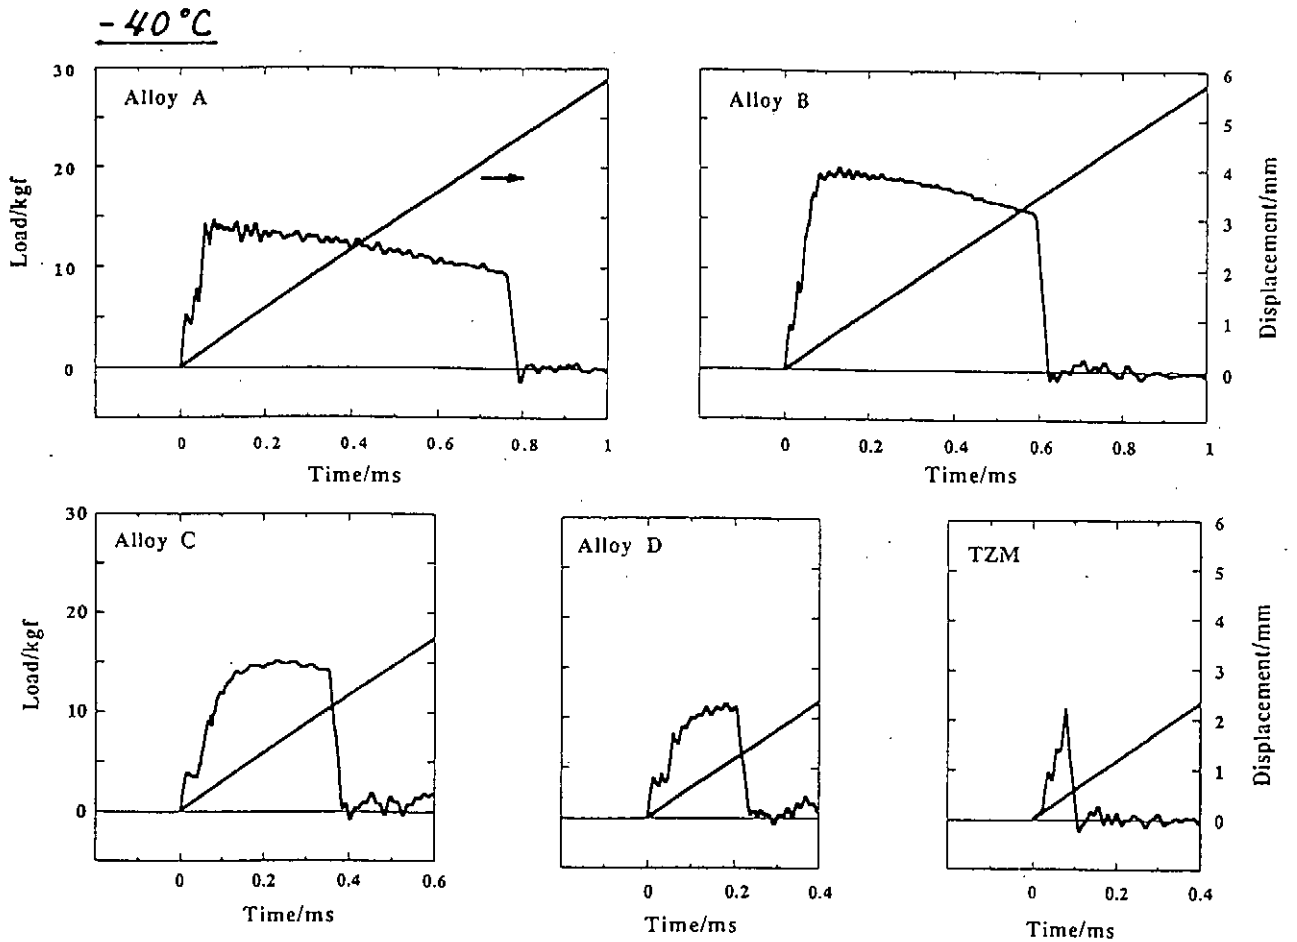 -40°C
Alloy A
30
20
10
0
Load/kgf
0 0.2 0.4 0.6 0.8 1
Time/ms
Alloy B
6
5
4
3
2
1
0
Displacement/mm
0 0.2 0.4 0.6 0.8 1
Time/ms
Alloy C
30
20
10
0
Load/kgf
0 0.2 0.4 0.6
Time/ms
Alloy D
0 0.2 0.4
Time/ms
TZM
6
5
4
3
2
1
0
Displacement/mm
0 0.2 0.4
Time/ms